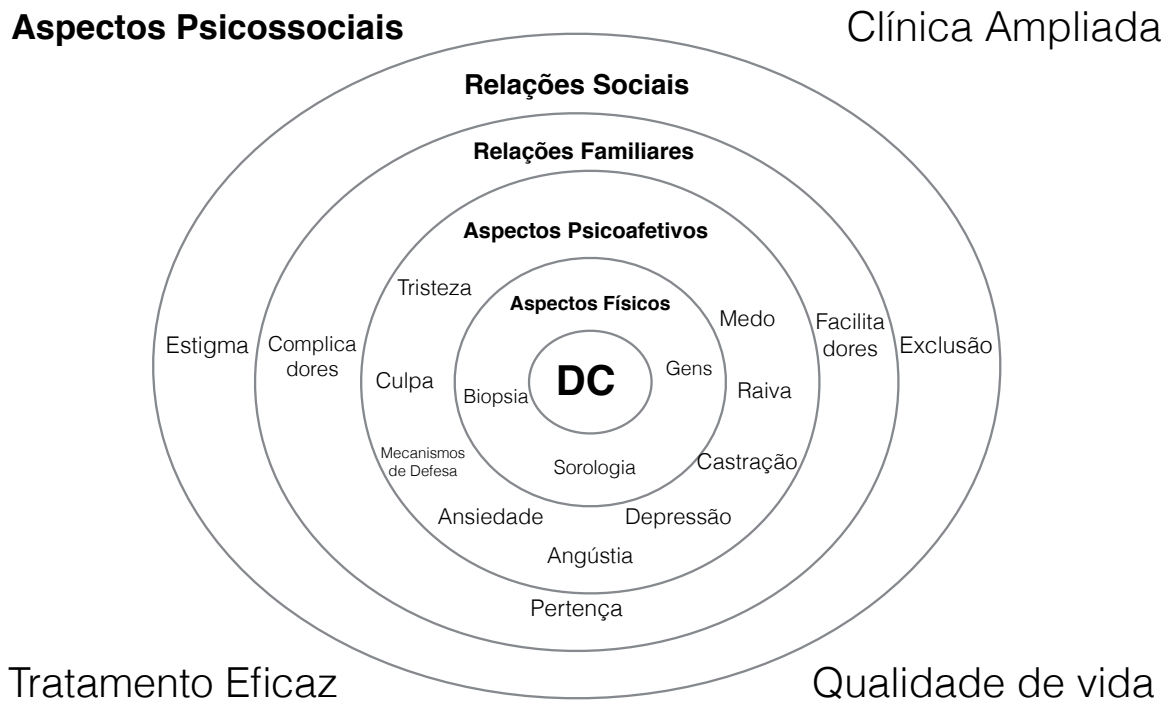 Aspectos Psicossociais
Clínica Ampliada
Relações Sociais
Relações Familiares
Aspectos Psicoafetivos
Tristeza
Aspectos Físicos
Medo
Facilita
dores
Estigma
Complica
dores
Exclusão
Gens
DC
Culpa
Raiva
Biopsia
Mecanismos
de Defesa
Sorologia
Castração
Ansiedade
Depressão
Angústia
Pertença
Tratamento Eficaz
Qualidade de vida